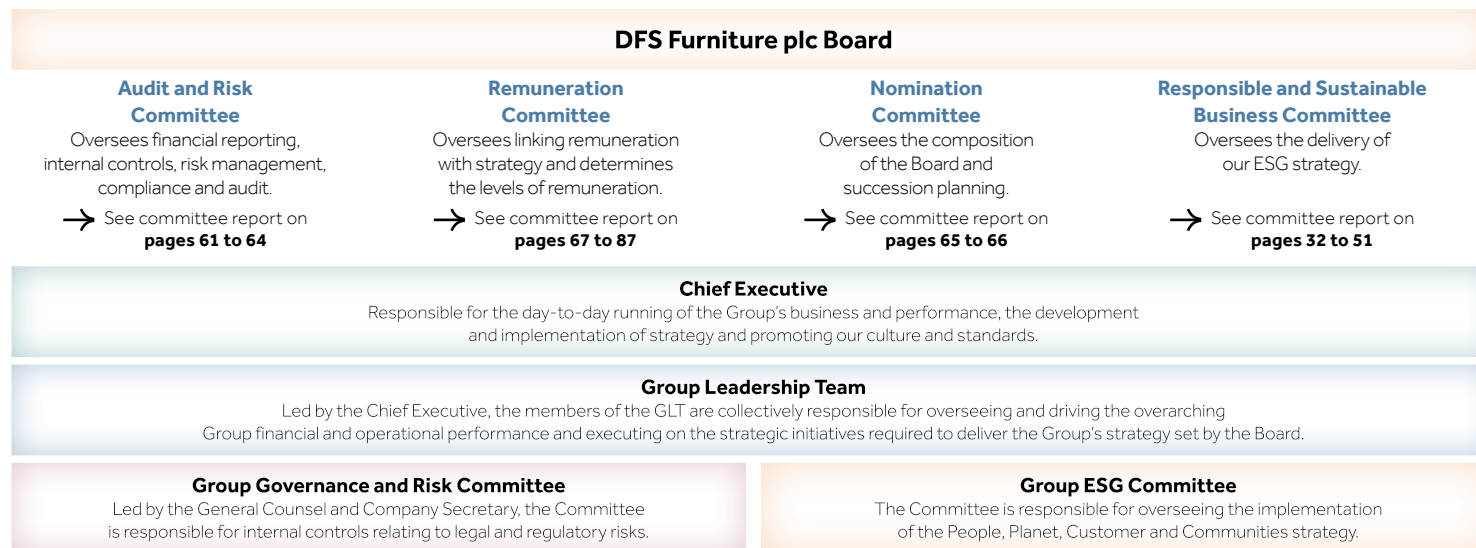 DFS Furniture plc Board
Audit and Risk
Committee
Oversees financial reporting,
internal controls, risk management,
compliance and audit.
See committee report on
pages 61 to 64
Remuneration
Committee
Oversees linking remuneration
with strategy and determines
the levels of remuneration.
See committee report on
pages 67 to 87
Nomination
Committee
Oversees the composition
of the Board and
succession planning.
See committee report on
pages 65 to 66
Responsible and Sustainable
Business Committee
Oversees the delivery of
our ESG strategy.
See committee report on
pages 32 to 51
Chief Executive
Responsible for the day-to-day running of the Group's business and performance, the development
and implementation of strategy and promoting our culture and standards.
Group Leadership Team
Led by the Chief Executive, the members of the GLT are collectively responsible for overseeing and driving the overarching
Group financial and operational performance and executing on the strategic initiatives required to deliver the Group's strategy set by the Board.
Group Governance and Risk Committee
Led by the General Counsel and Company Secretary, the Committee
is responsible for internal controls relating to legal and regulatory risks.
Group ESG Committee
The Committee is responsible for overseeing the implementation
of the People, Planet, Customer and Communities strategy.